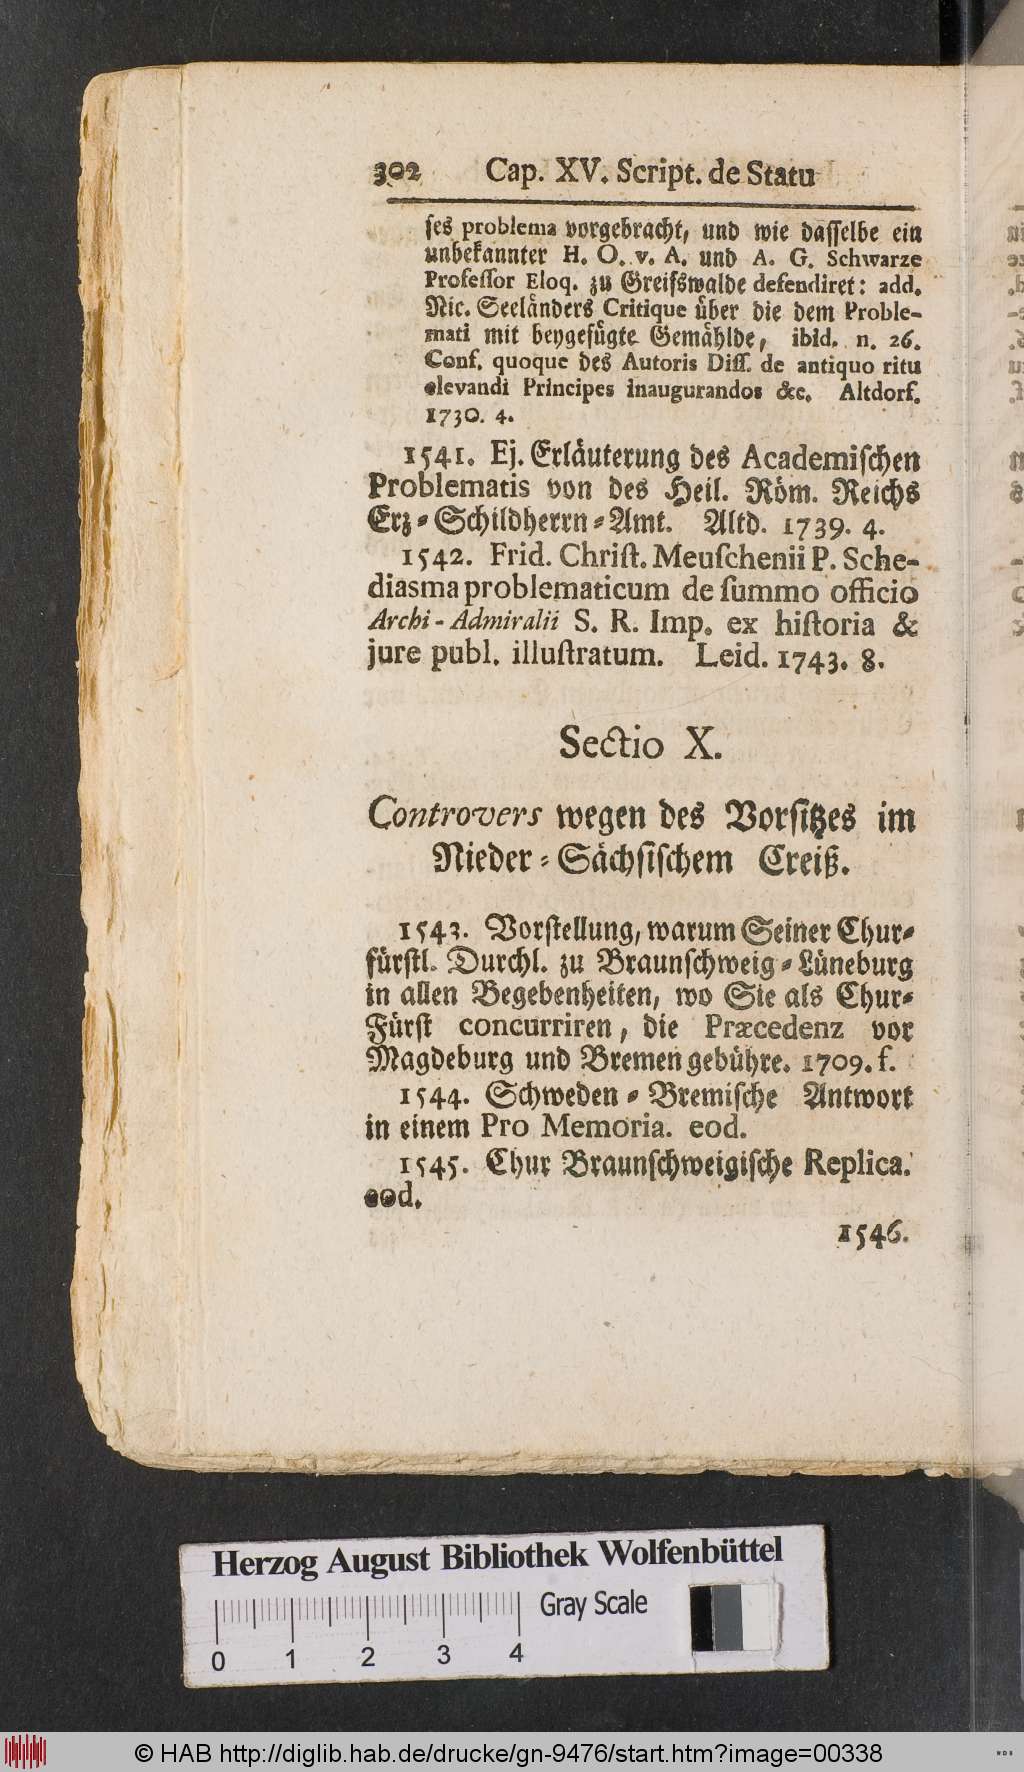 302 Cap. XV. Script. de Statu
ses problema vorgebracht, und wie dasselbe ein
unbekannter H. O. v. A. und A. G. Schwarze
Professor Eloq. zu Greifswalde defendiret: add.
Nic. Seeländers Critique über die dem Proble-
mati mit beygefügte Gemählde, ibid. n. 26.
Conf. quoque des Autoris Diss. de antiquo ritu
elevandi Principes inaugurandos &c. Altdorf.
1730. 4.
1541. Ej. Erläuterung des Academischen
Problematis von des Heil. Röm. Reichs
Erz-Schildherrn-Amt. Altd. 1739. 4.
1542. Frid. Christ. Meuschenii P. Sche-
diasma problematicum de summo officio
Archi-Admiralii S. R. Imp. ex historia &
jure publ. illustratum. Leid. 1743. 8.
Sectio X.
Controvers wegen des Vorsitzes im
Nieder-Sächsischem Creiß.
1543. Vorstellung, warum Seiner Chur-
fürstl. Durchl. zu Braunschweig-Lüneburg
in allen Begebenheiten, wo Sie als Chur-
Fürst concurriren, die Præcedenz vor
Magdeburg und Bremen gebühre. 1709. f.
1544. Schweden-Bremische Antwort
in einem Pro Memoria. eod.
1545. Chur Braunschweigische Replica.
eod.
1546.
Herzog August Bibliothek Wolfenbüttel
Gray Scale
0 1 2 3 4
© HAB http://diglib.hab.de/drucke/gn-9476/start.htm?image=00338